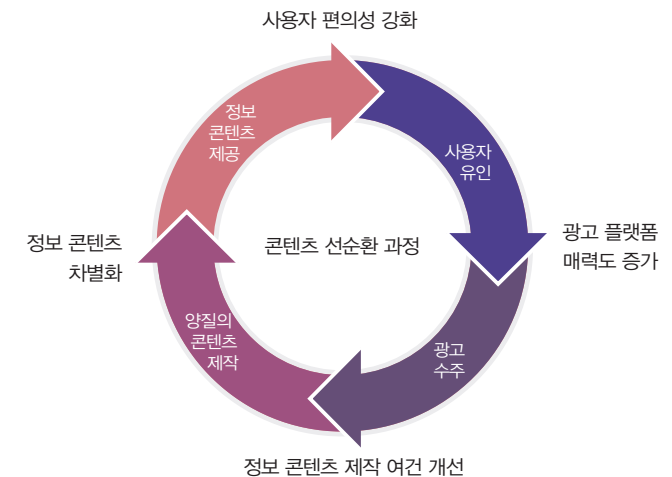 사용자 편의성 강화
정보
콘텐츠
제공
사용자
유인
정보 콘텐츠
차별화
콘텐츠 선순환 과정
광고 플랫폼
매력도 증가
양질의
콘텐츠
제작
광고
수주
정보 콘텐츠 제작 여건 개선